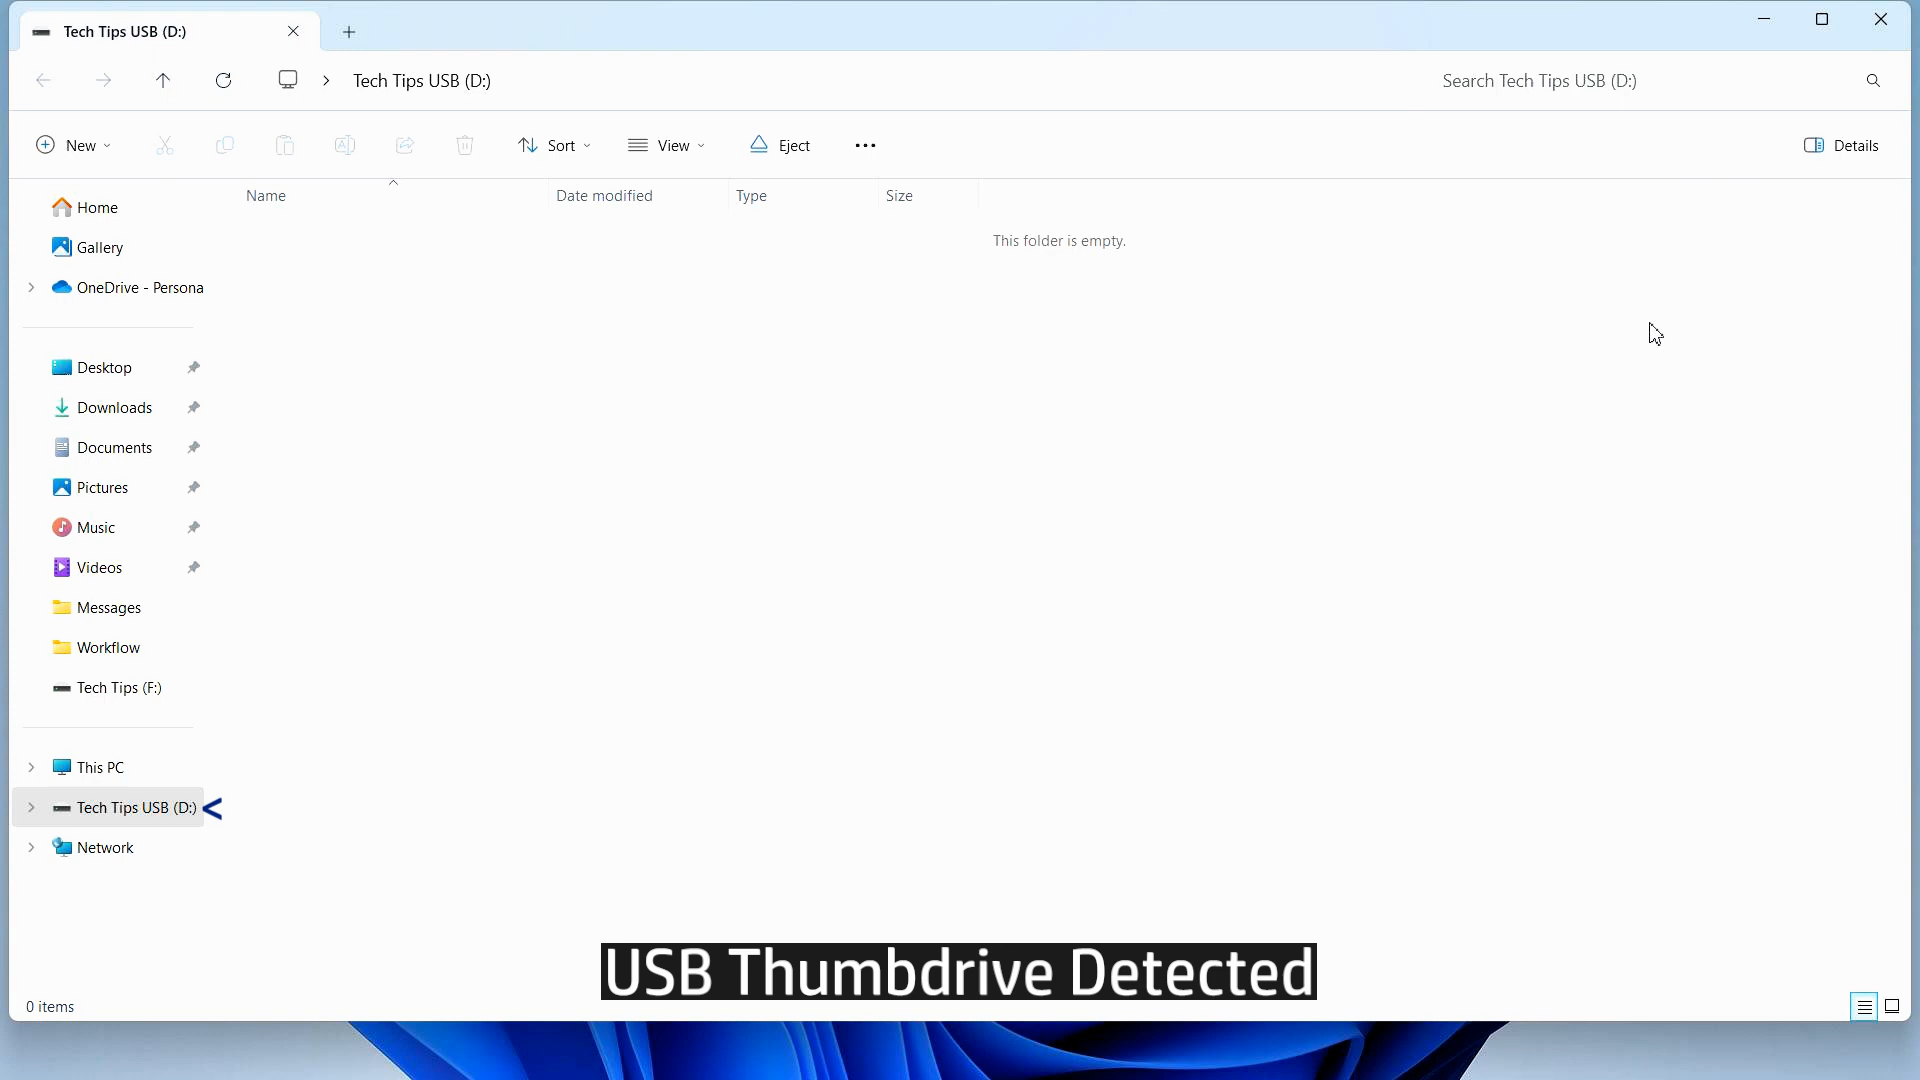 Tech Tips USB (D:)
Tech Tips USB (D:)
Search Tech Tips USB (D:)
New
Sort
View
Eject
Details
Name
Date modified
Type
Size
This folder is empty.
Home
Gallery
OneDrive - Persona
Desktop
Downloads
Documents
Pictures
Music
Videos
Messages
Workflow
Tech Tips (F:)
This PC
Tech Tips USB (D:) <
Network
USB Thumbdrive Detected
0 items